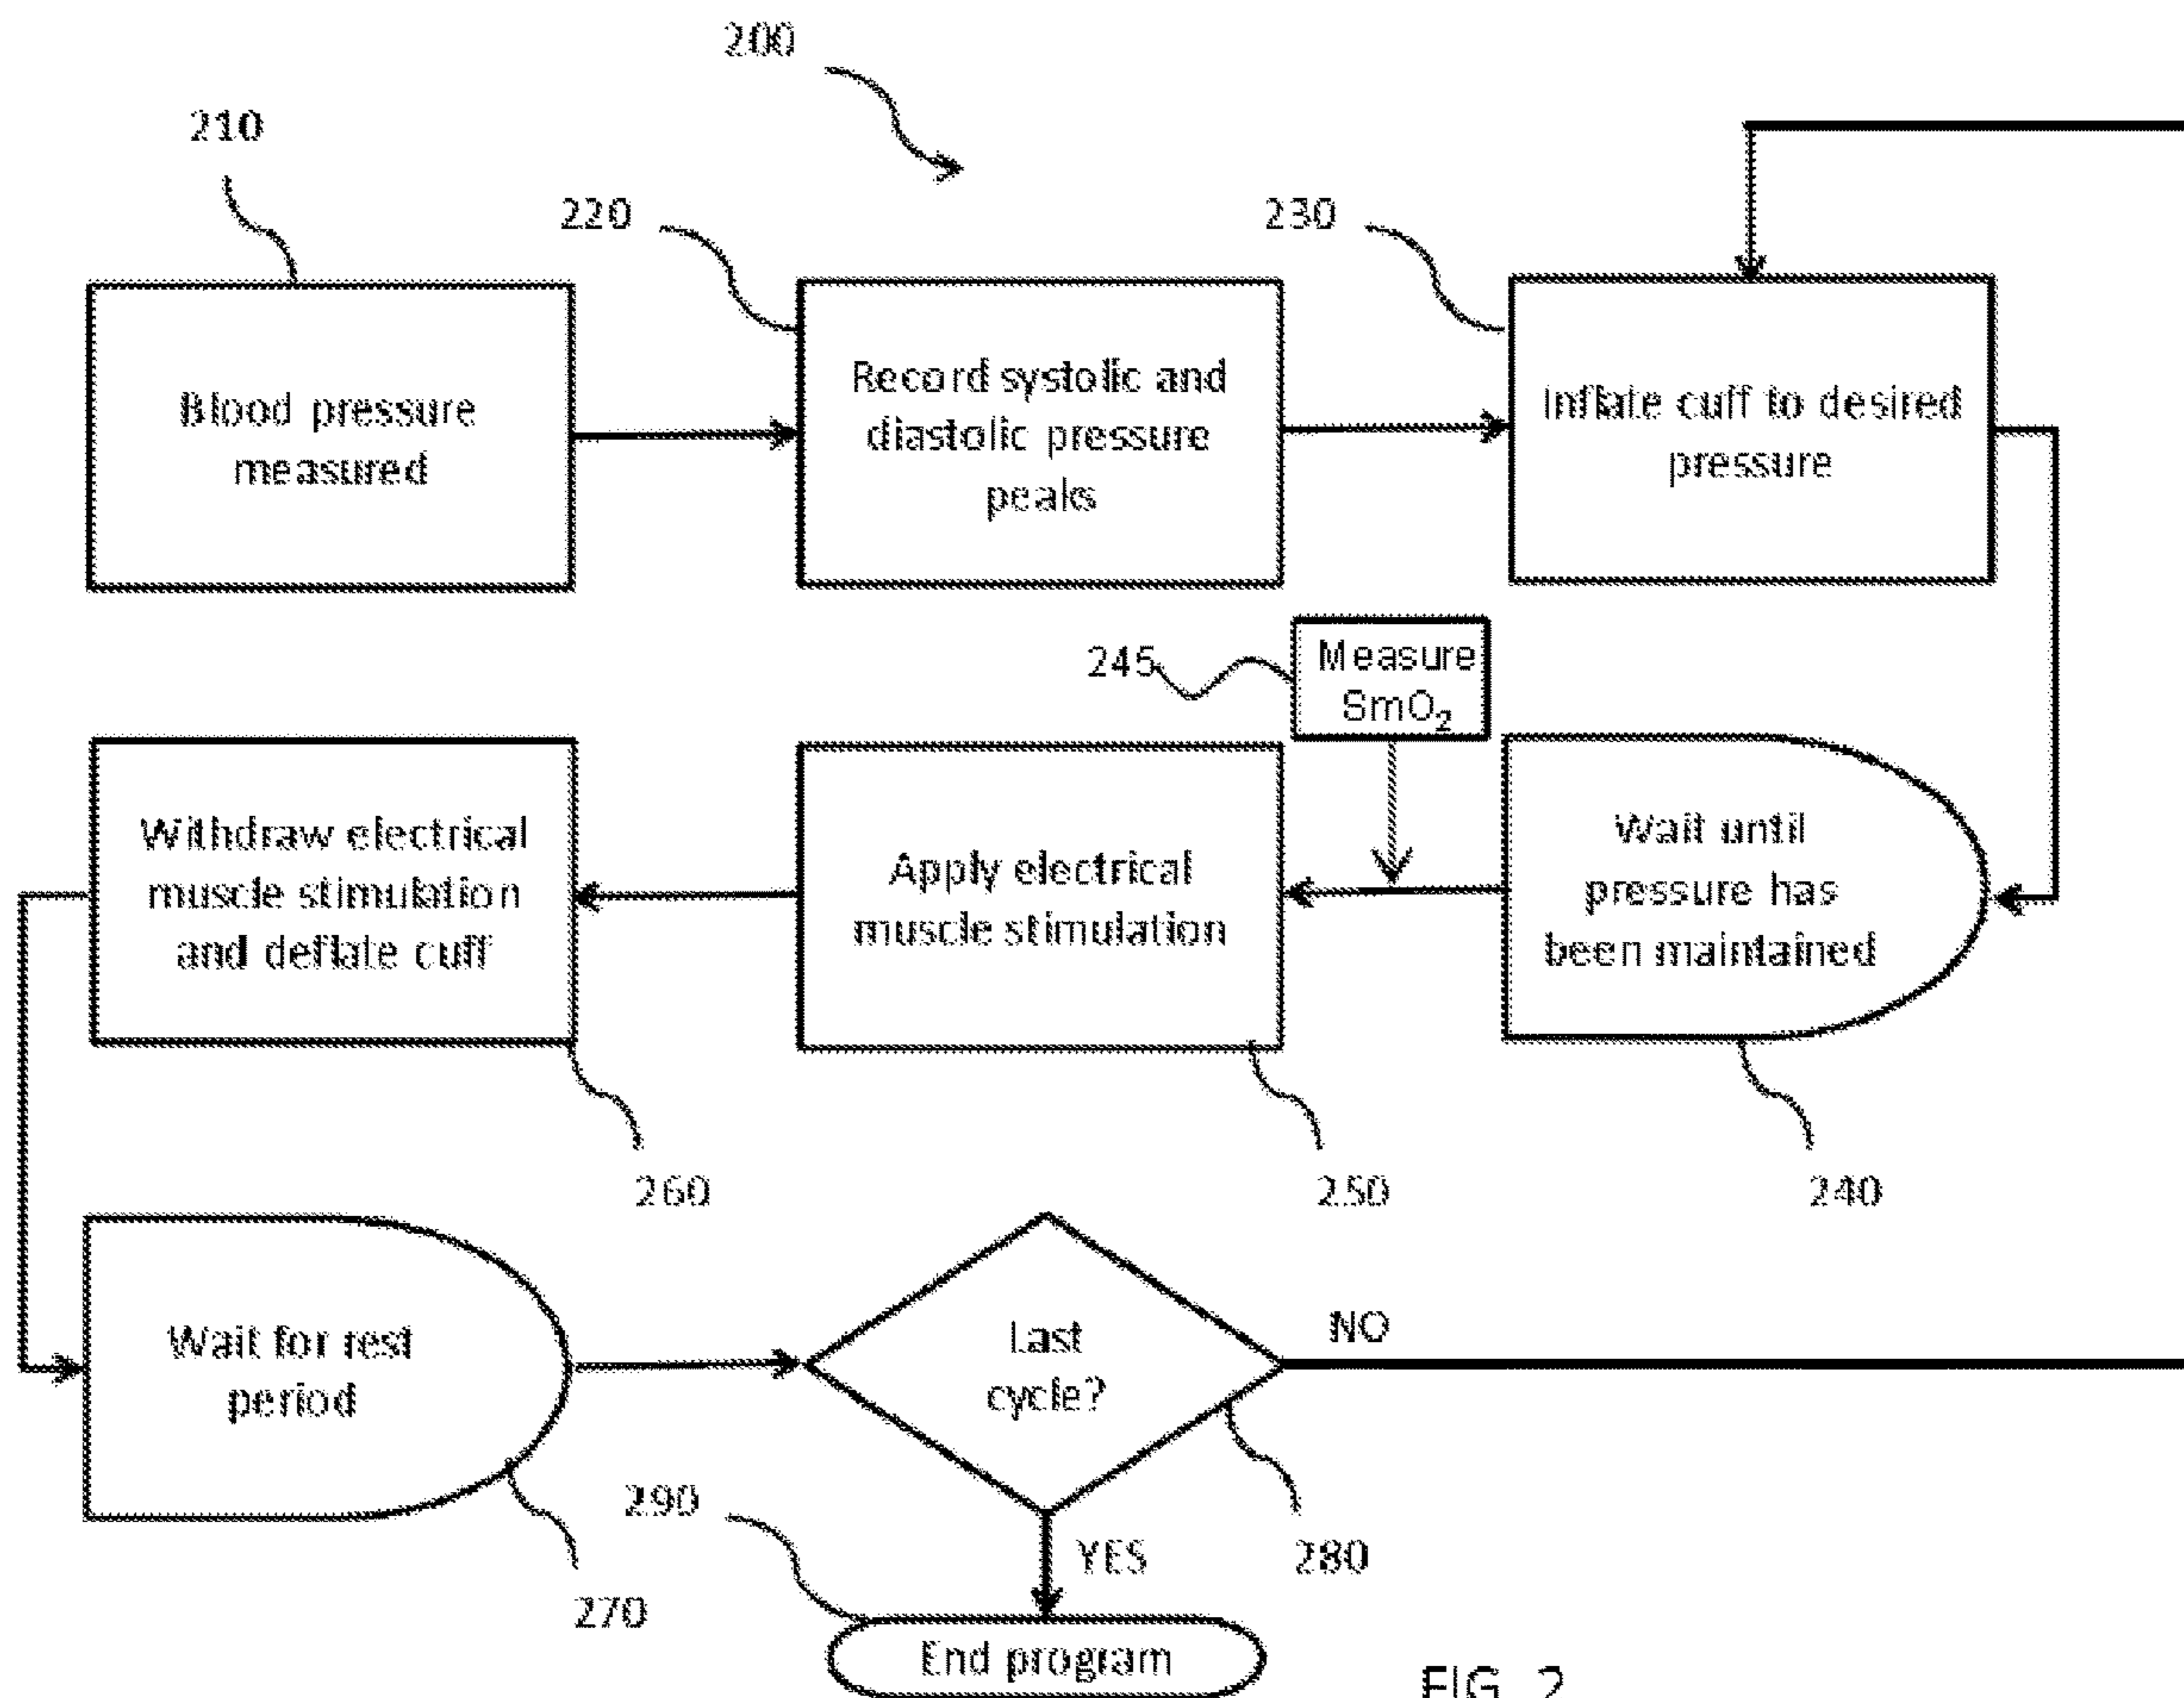 200
210
220
230
Blood pressure
measured
Record systolic and
diastolic pressure
peaks
Inflate cuff to desired
pressure
245
Measure
SmO₂
Withdraw electrical
muscle stimulation
and deflate cuff
Apply electrical
muscle stimulation
Wait until
pressure has
been maintained
260
250
240
Wait for rest
period
Last
cycle?
NO
290
YES
280
270
End program
FIG. 2